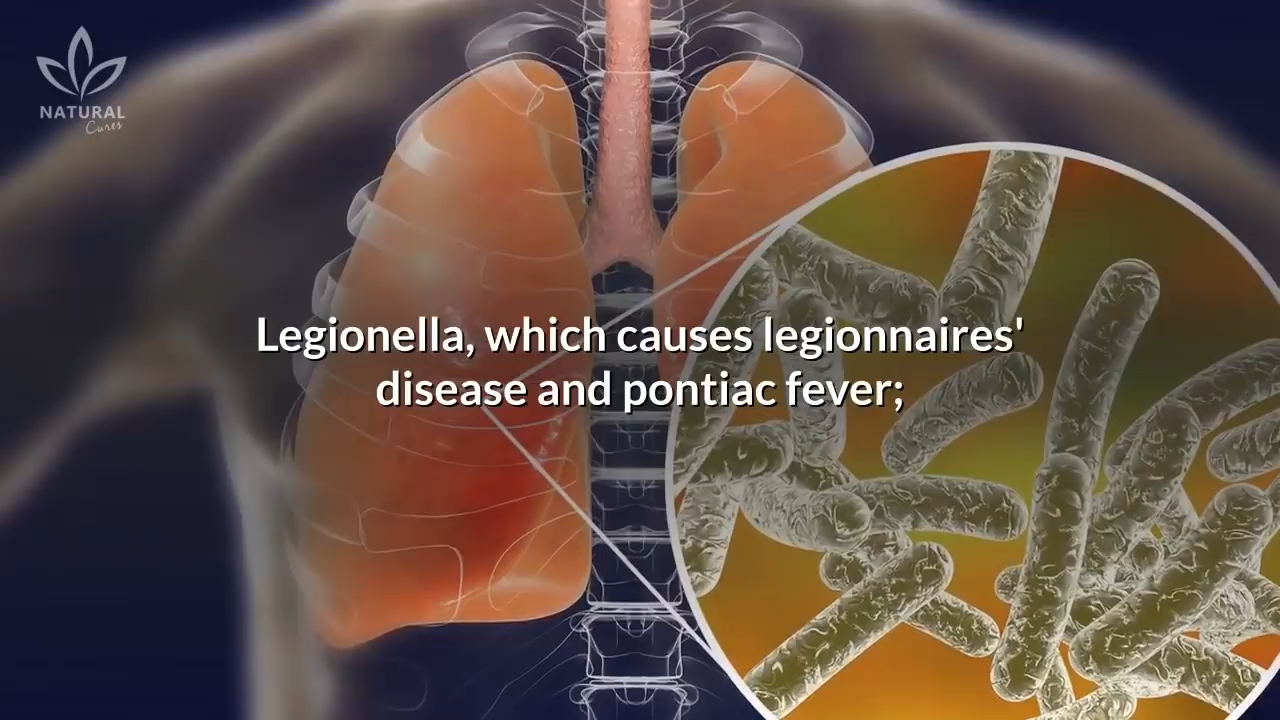 NATURAL
Cures
Legionella, which causes legionnaires'
disease and pontiac fever;